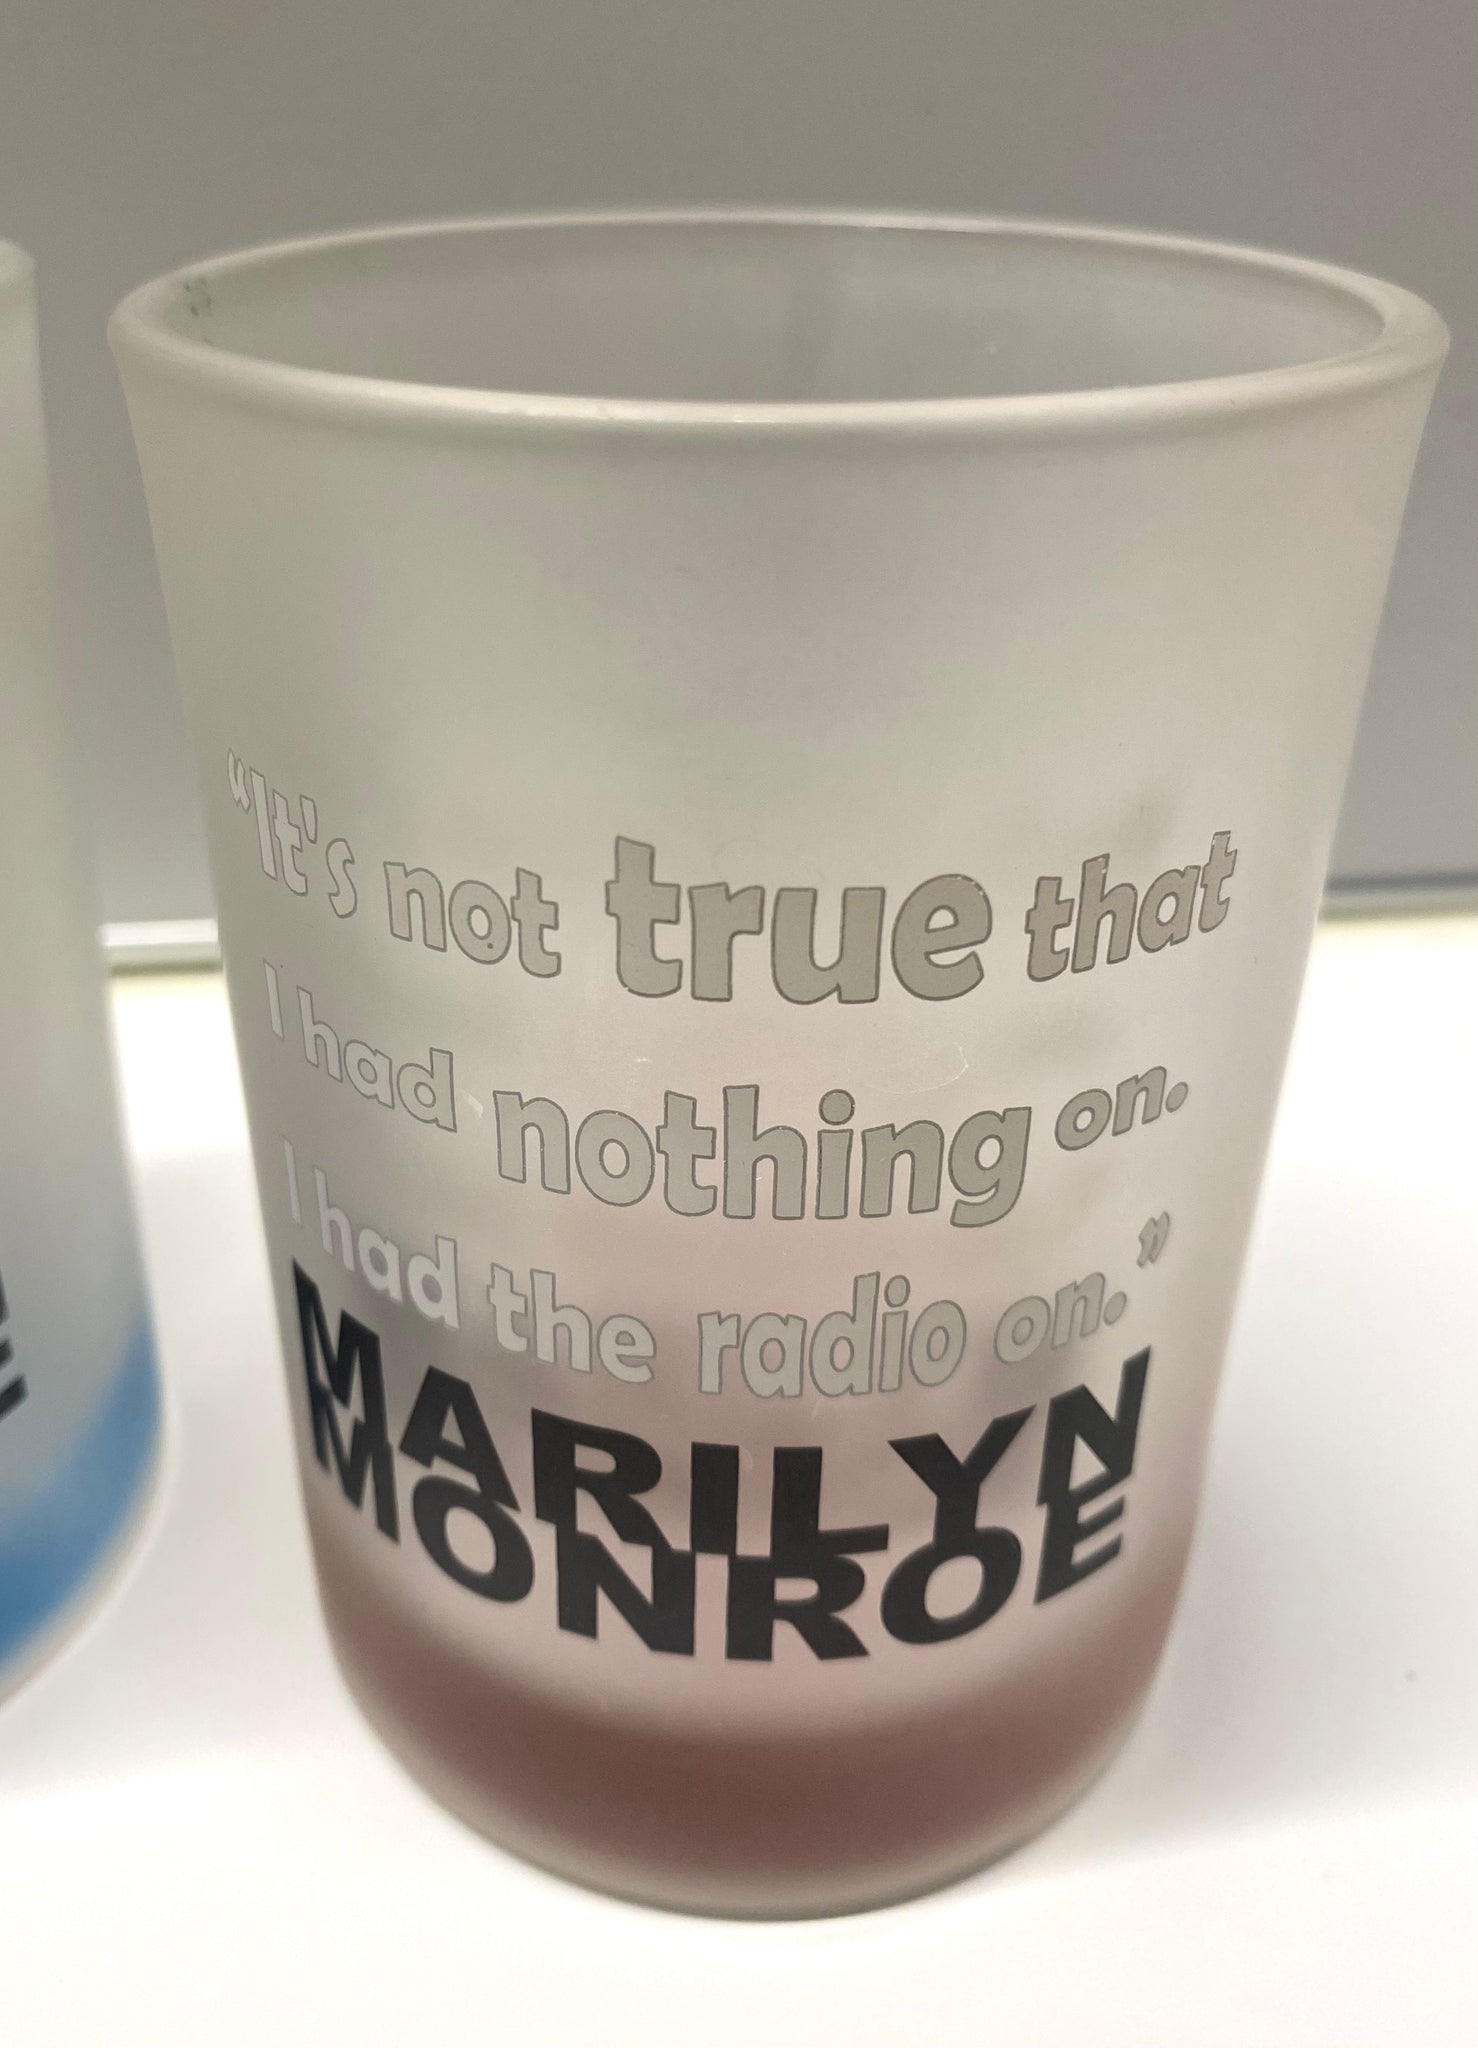 “It's not true that
I had nothing on.
I had the radio on.”
MARILYN
MONROE